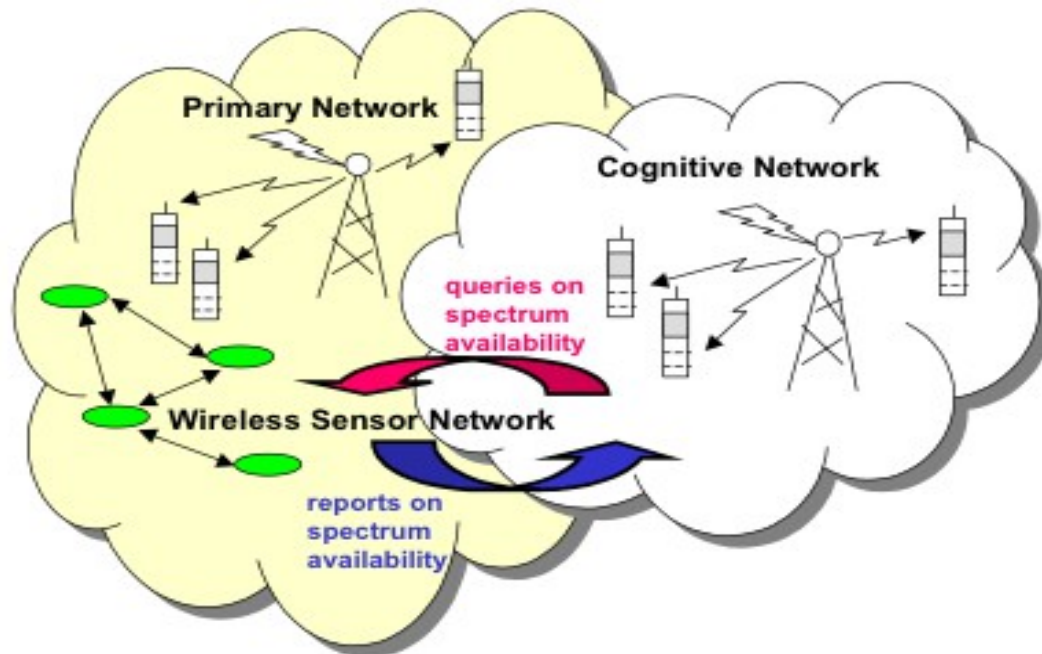 Primary Network
Cognitive Network
queries on
spectrum
availability
Wireless Sensor Network
reports on
spectrum
availability